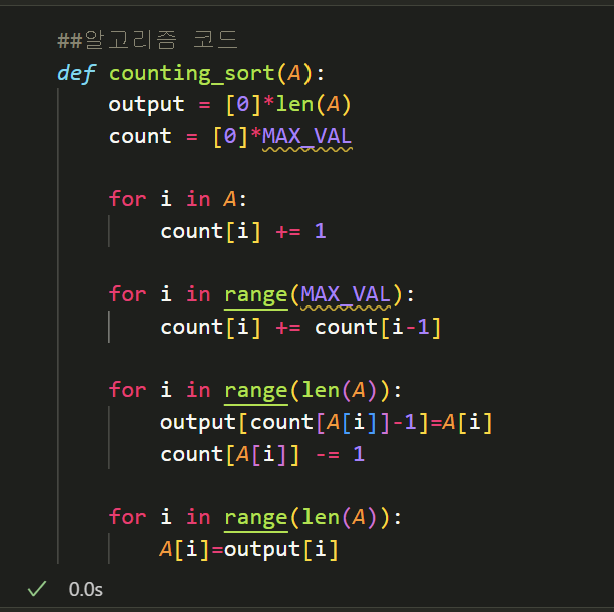 ##알고리즘 코드
def counting_sort(A):
    output = [0]*len(A)
    count = [0]*MAX_VAL
    for i in A:
        count[i] += 1
    for i in range(MAX_VAL):
        count[i] += count[i-1]
    for i in range(len(A)):
        output[count[A[i]]-1]=A[i]
        count[A[i]] -= 1
    for i in range(len(A)):
        A[i]=output[i]
0.0s